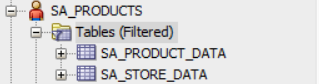 SA_PRODUCTS
Tables (Filtered)
SA_PRODUCT_DATA
SA_STORE_DATA